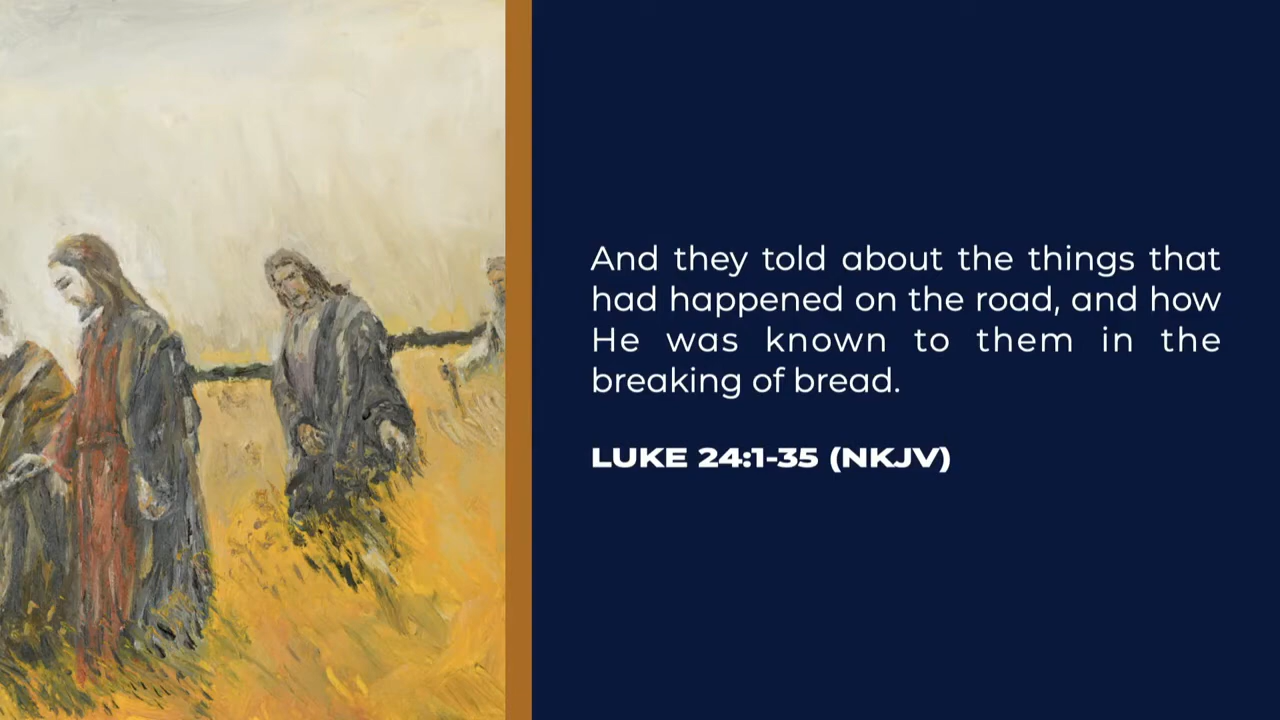 And they told about the things that
had happened on the road, and how
He was known to them in the
breaking of bread.
LUKE 24:1-35 (NKJV)